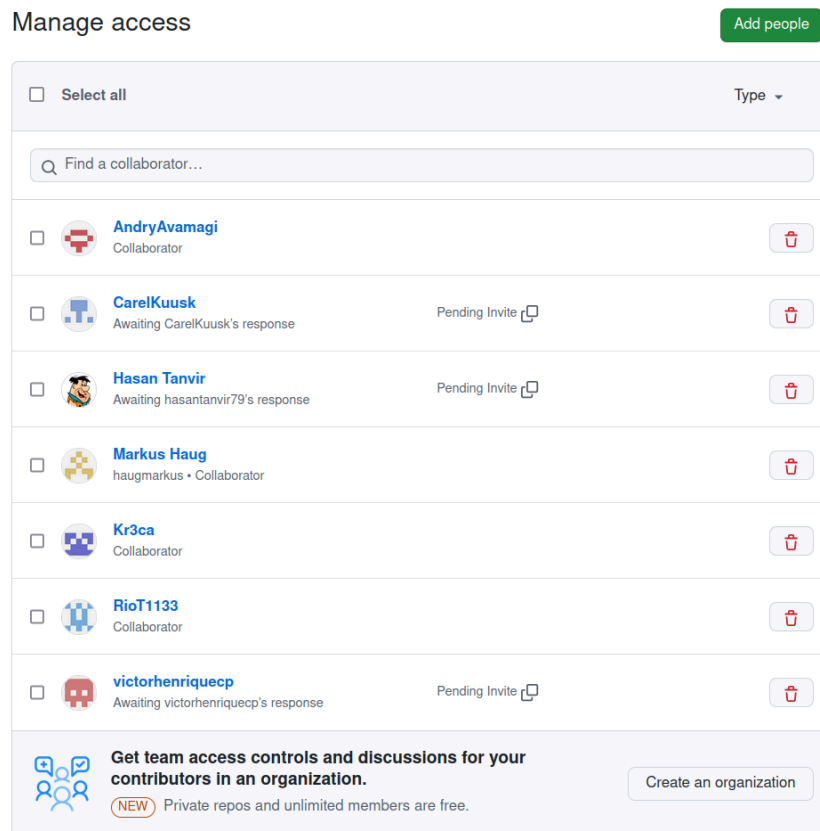 Manage access
Add people
Select all
Type
Find a collaborator...
AndryAvamagi
Collaborator
CarelKuusk
Awaiting CarelKuusk's response
Pending Invite
Hasan Tanvir
Awaiting hasantanvir79's response
Pending Invite
Markus Haug
haugmarkus • Collaborator
Kr3ca
Collaborator
RioT1133
Collaborator
victorhenriquecp
Awaiting victorhenriquecp's response
Pending Invite
Get team access controls and discussions for your
contributors in an organization.
NEW Private repos and unlimited members are free.
Create an organization